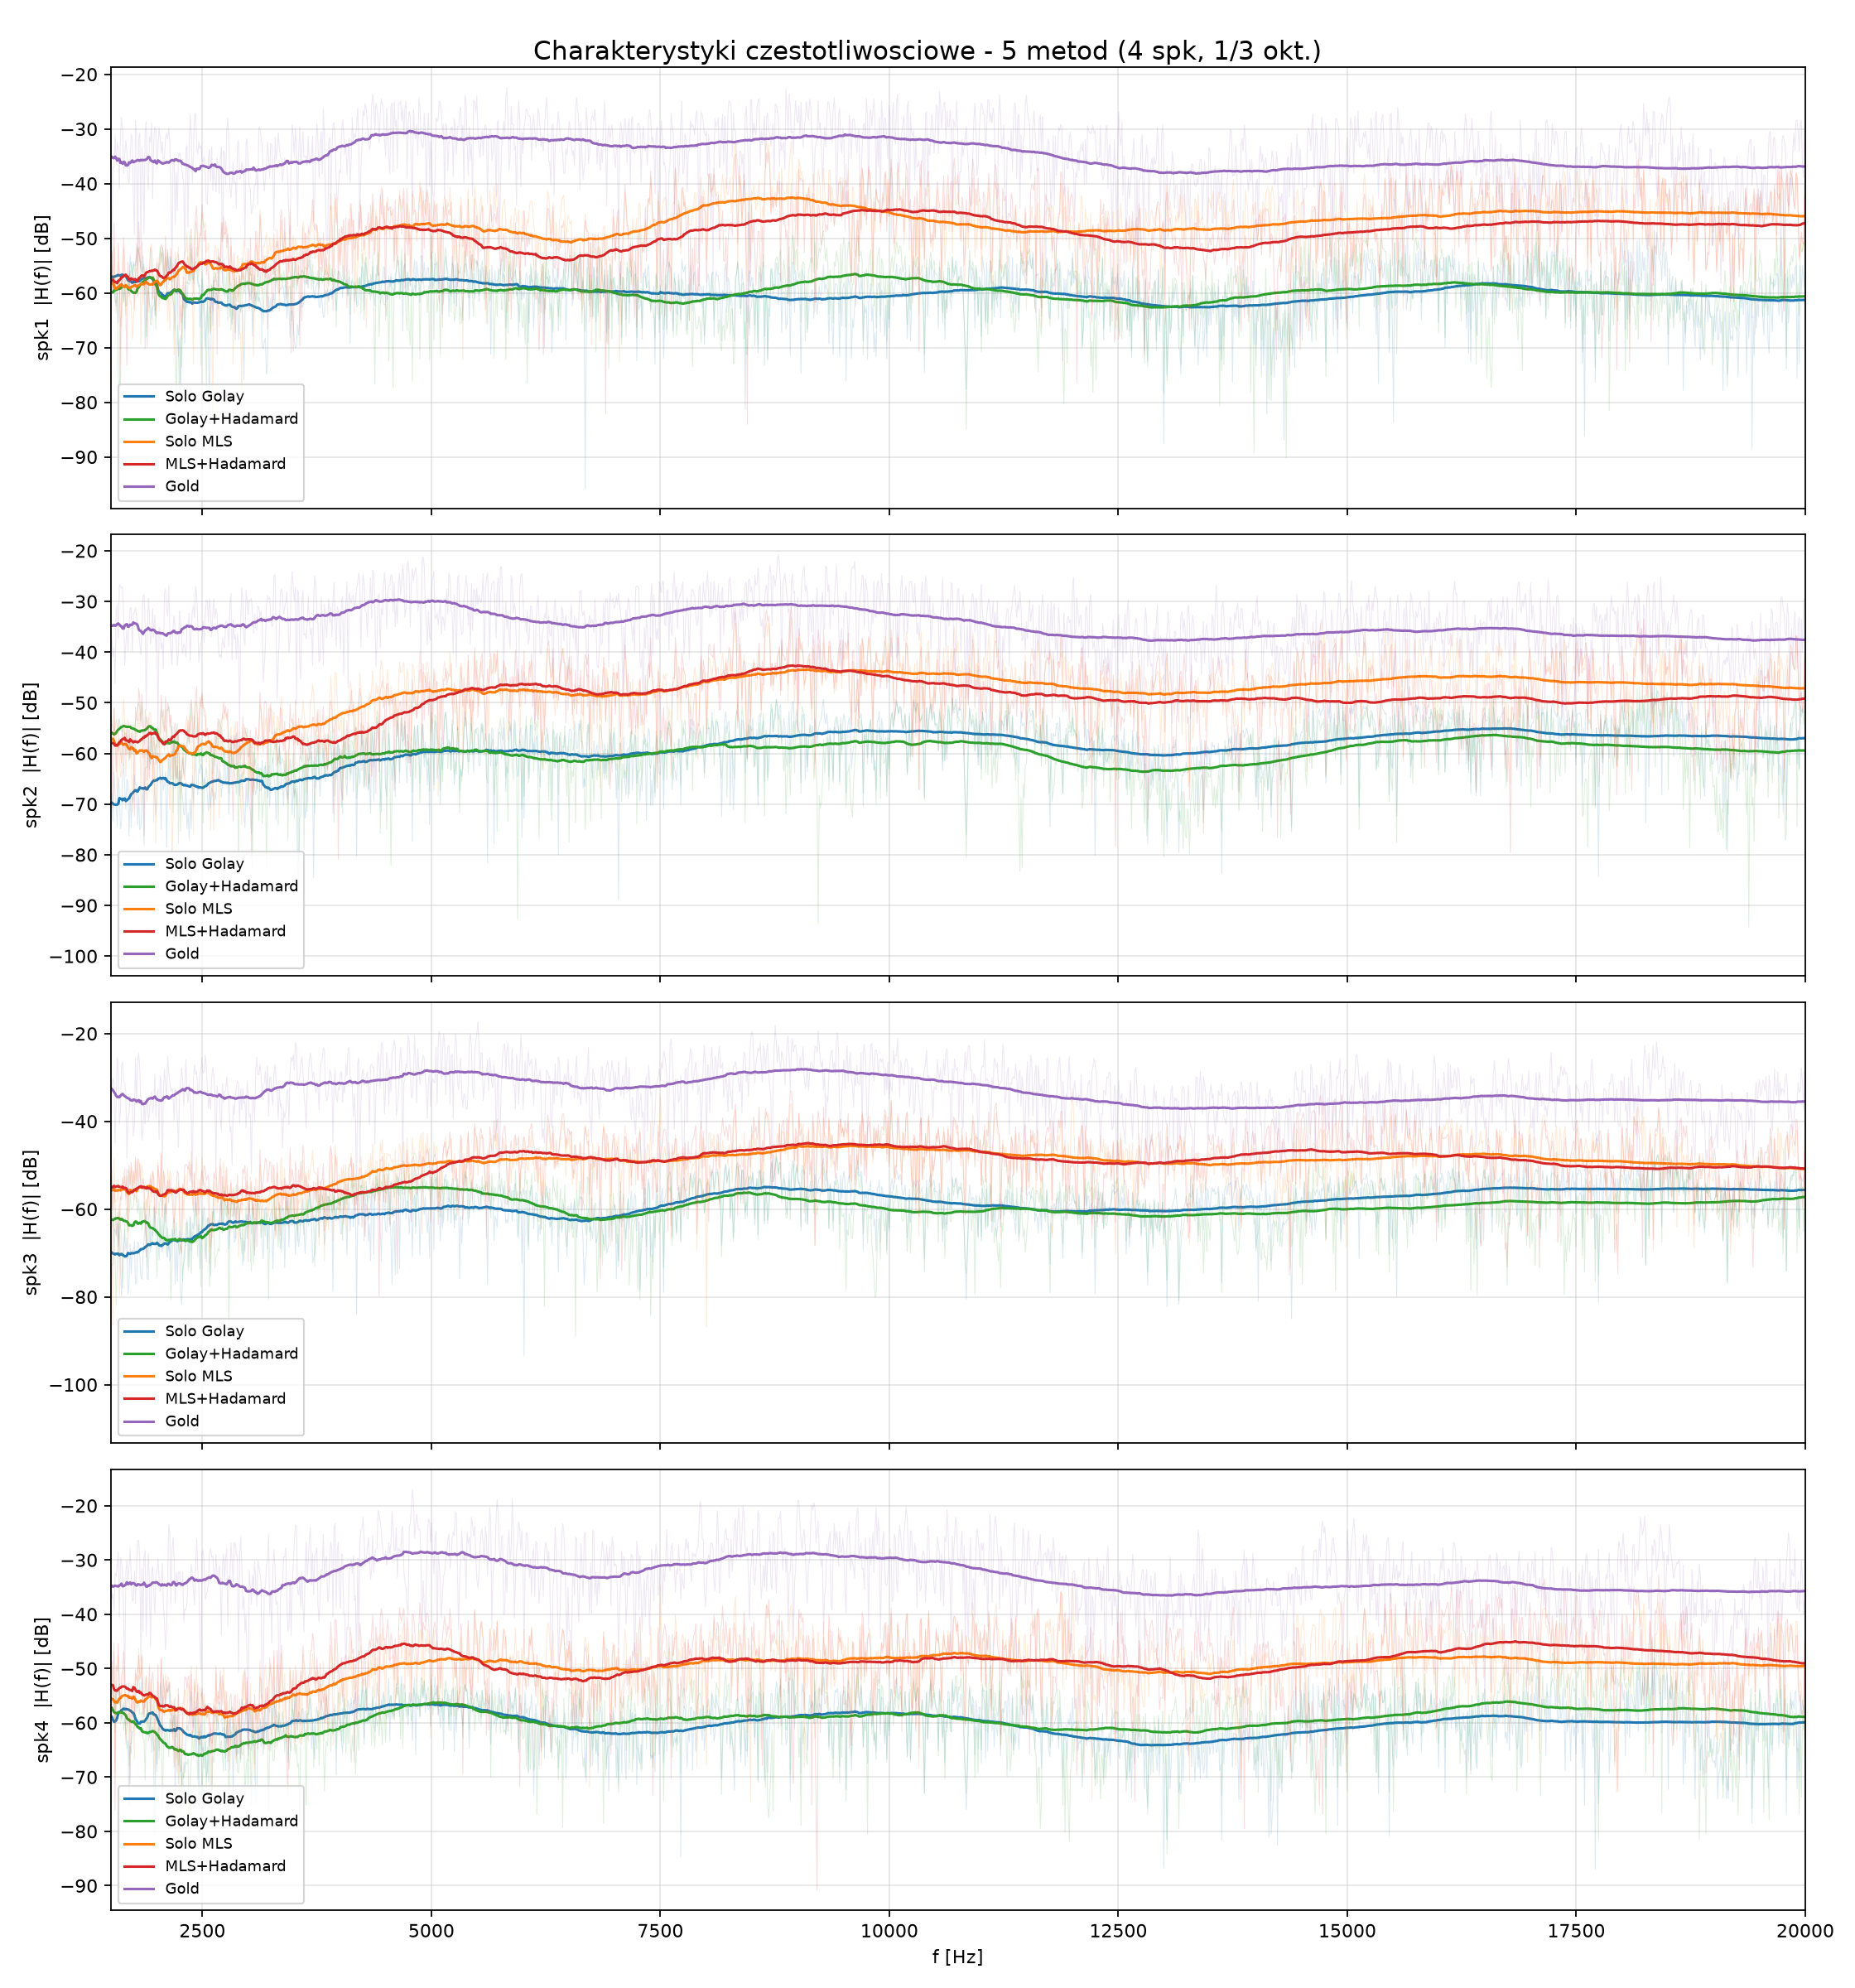 Charakterystyki czestotliwosciowe - 5 metod (4 spk, 1/3 okt.)
−20
−30
−40
−50
−60
−70
−80
−90
spk1 |H(f)| [dB]
Solo Golay
Golay+Hadamard
Solo MLS
MLS+Hadamard
Gold
−20
−30
−40
−50
−60
−70
−80
−90
−100
spk2 |H(f)| [dB]
Solo Golay
Golay+Hadamard
Solo MLS
MLS+Hadamard
Gold
−20
−40
−60
−80
−100
spk3 |H(f)| [dB]
Solo Golay
Golay+Hadamard
Solo MLS
MLS+Hadamard
Gold
−20
−30
−40
−50
−60
−70
−80
−90
spk4 |H(f)| [dB]
Solo Golay
Golay+Hadamard
Solo MLS
MLS+Hadamard
Gold
2500 5000 7500 10000 12500 15000 17500 20000
f [Hz]